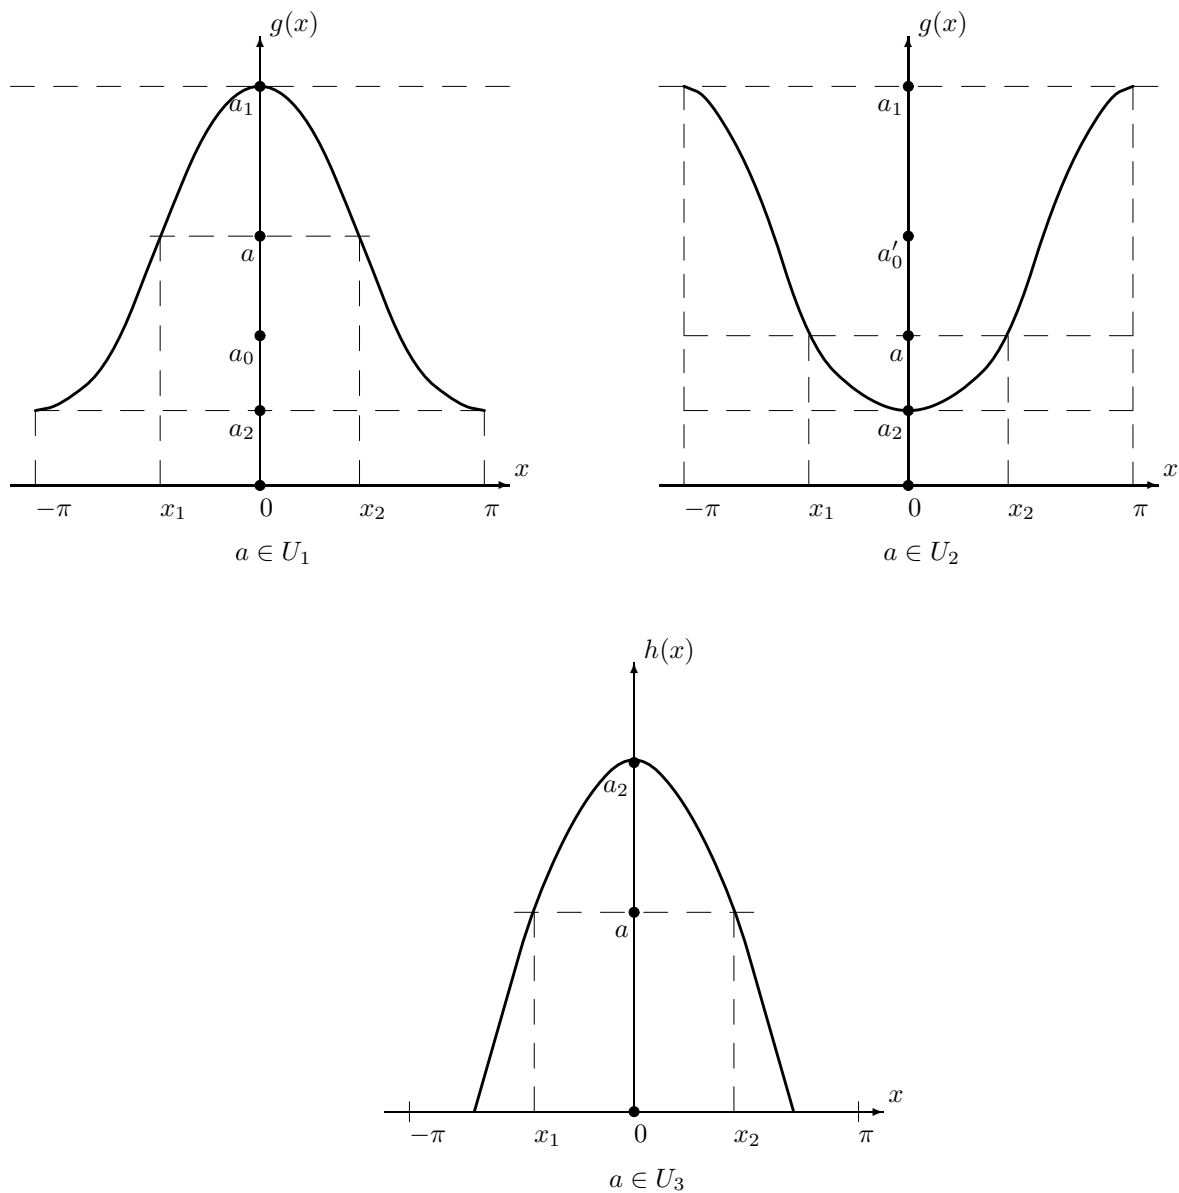 g(x)
a₁
a
a₀
a₂
x
−π x₁ 0 x₂ π
a ∈ U₁
g(x)
a₁
a′₀
a
a₂
x
−π x₁ 0 x₂ π
a ∈ U₂
h(x)
a₂
a
x
−π x₁ 0 x₂ π
a ∈ U₃